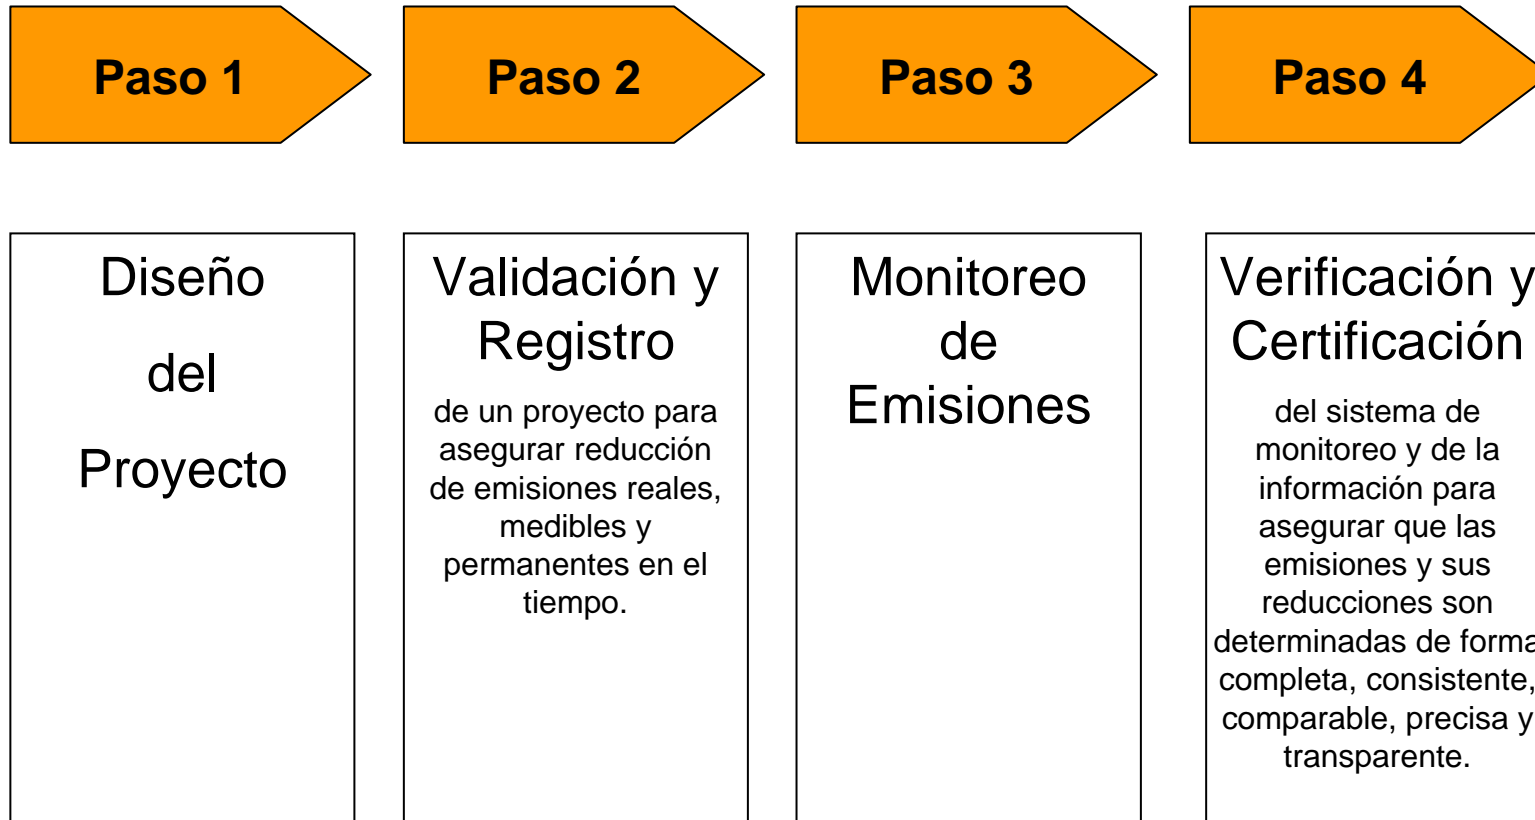 Paso 1
Paso 2
Paso 3
Paso 4
Diseño
del
Proyecto
Validación y
Registro
de un proyecto para
asegurar reducción
de emisiones reales,
medibles y
permanentes en el
tiempo.
Monitoreo
de
Emisiones
Verificación y
Certificación
del sistema de
monitoreo y de la
información para
asegurar que las
emisiones y sus
reducciones son
determinadas de forma
completa, consistente,
comparable, precisa y
transparente.